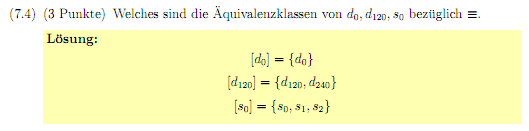 (7.4) (3 Punkte) Welches sind die Äquivalenzklassen von d₀, d₁₂₀, s₀ bezüglich ≡.
Lösung:
[d₀] = {d₀}
[d₁₂₀] = {d₁₂₀, d₂₄₀}
[s₀] = {s₀, s₁, s₂}